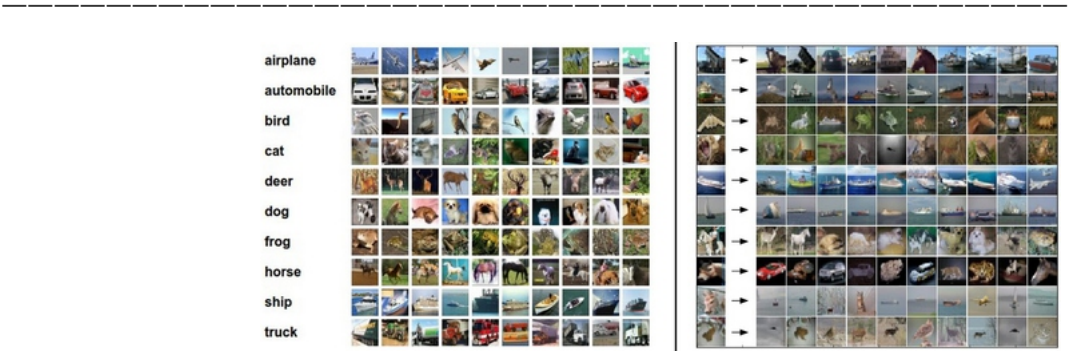 airplane
automobile
bird
cat
deer
dog
frog
horse
ship
truck